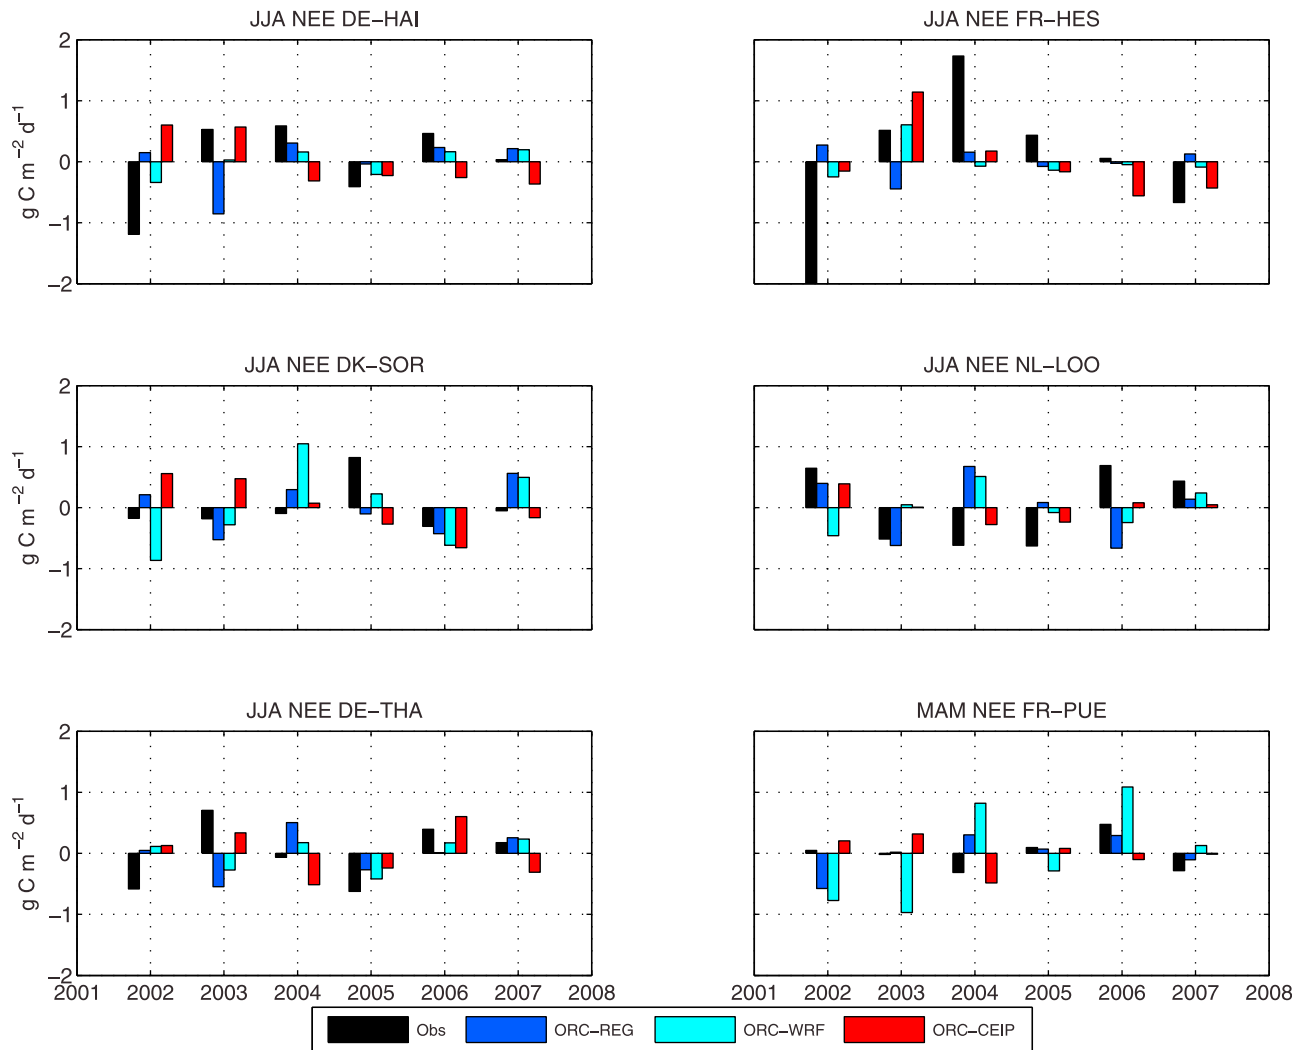 JJA NEE DE−HAI
JJA NEE FR−HES
2
1
0
−1
−2
g C m−2 d−1
JJA NEE DK−SOR
JJA NEE NL−LOO
2
1
0
−1
−2
g C m−2 d−1
JJA NEE DE−THA
MAM NEE FR−PUE
2
1
0
−1
−2
g C m−2 d−1
2001 2002 2003 2004 2005 2006 2007 2008
2001 2002 2003 2004 2005 2006 2007 2008
Obs ORC−REG ORC−WRF ORC−CEIP